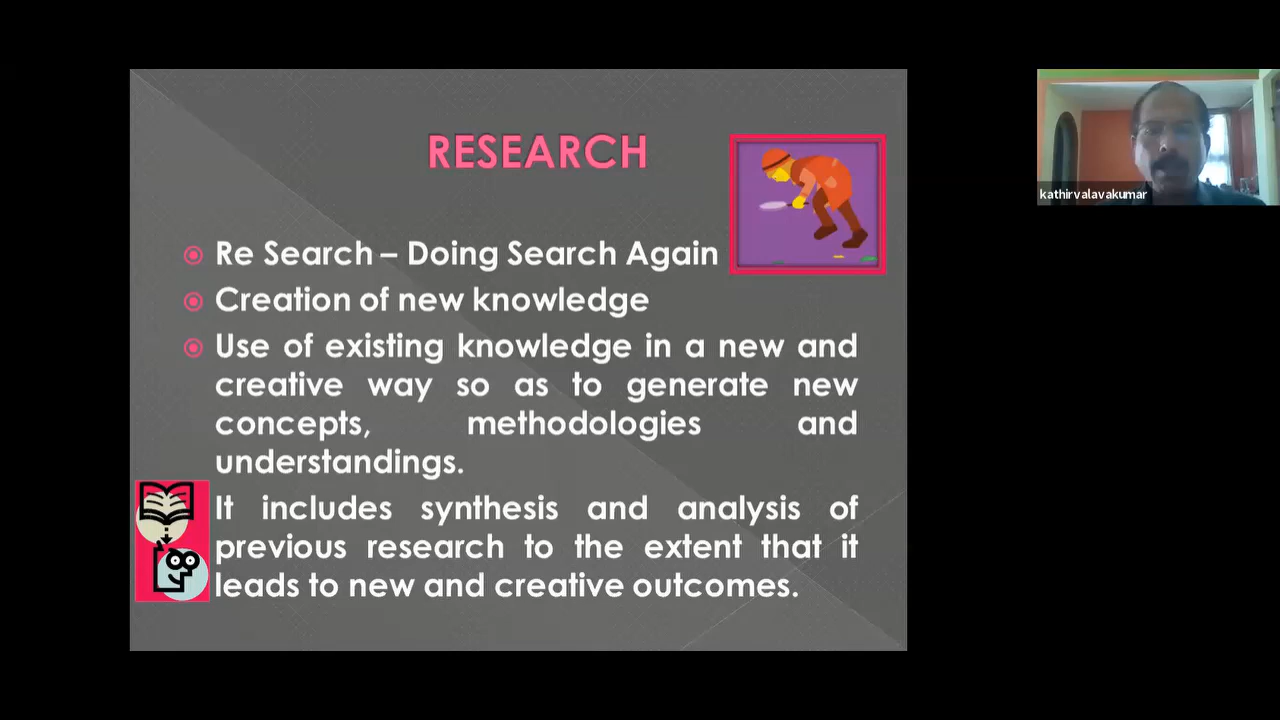 RESEARCH
Re Search – Doing Search Again
Creation of new knowledge
Use of existing knowledge in a new and
creative way so as to generate new
concepts, methodologies and
understandings.
It includes synthesis and analysis of
previous research to the extent that it
leads to new and creative outcomes.
kathirvalavakumar